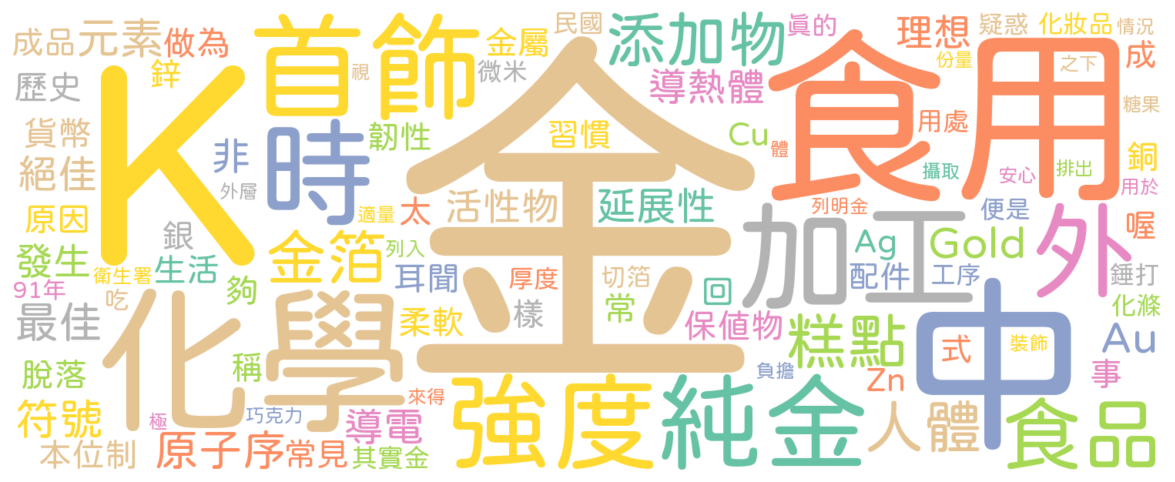 民國
成品
元素
做為
首飾
金屬
添加物
真的
理想
疑惑
化妝品
情況
鋅
視
微米
份量
之下
成
歷史
K
導熱體
食用
糖果
貨幣
時
韌性
金
習慣
Cu
用處
銅
非
體
絕佳
外層
攝取
安心
排出
用於
原因
適量
太
活性物
延展性
加工
列明金
便是
外
喔
銀
金箔
列入
Ag
Gold
發生
衛生署
生活
耳聞
厚度
切箔
配件
工序
錘打
91年
吃
夠
回
中
化滌
最佳
化學
柔軟
樣
常
保值物
糕點
式
裝飾
Au
脫落
稱
負擔
Zn
事
符號
極
巧克力
來得
強度
純金
人體
食品
導電
本位制
原子序
常見
其實金